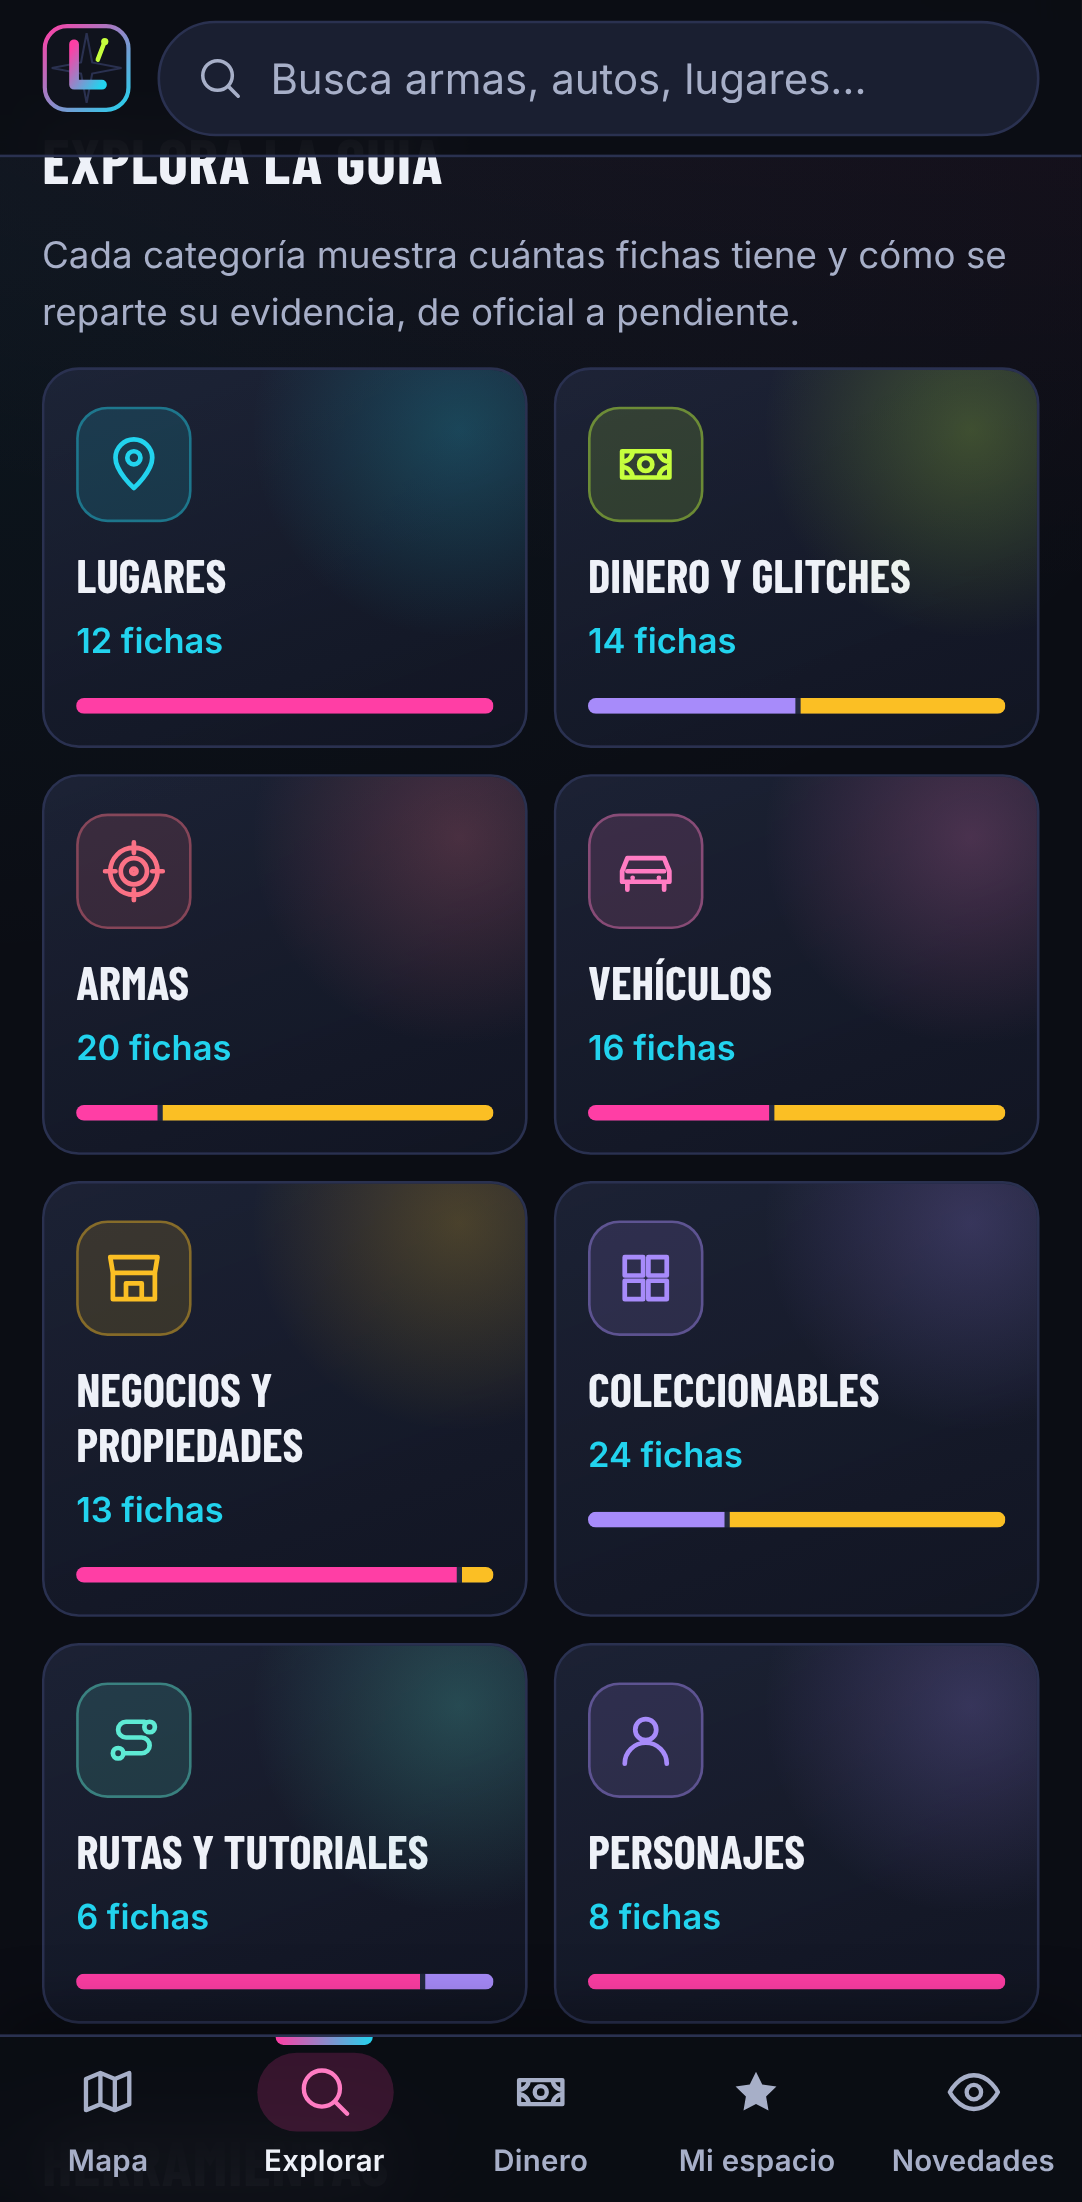 Busca armas, autos, lugares...
EXPLORA LA GUÍA
Cada categoría muestra cuántas fichas tiene y cómo se
reparte su evidencia, de oficial a pendiente.
LUGARES
12 fichas
DINERO Y GLITCHES
14 fichas
ARMAS
20 fichas
VEHÍCULOS
16 fichas
NEGOCIOS Y
PROPIEDADES
13 fichas
COLECCIONABLES
24 fichas
RUTAS Y TUTORIALES
6 fichas
PERSONAJES
8 fichas
HERRAMIENTAS
Mapa
Explorar
Dinero
Mi espacio
Novedades